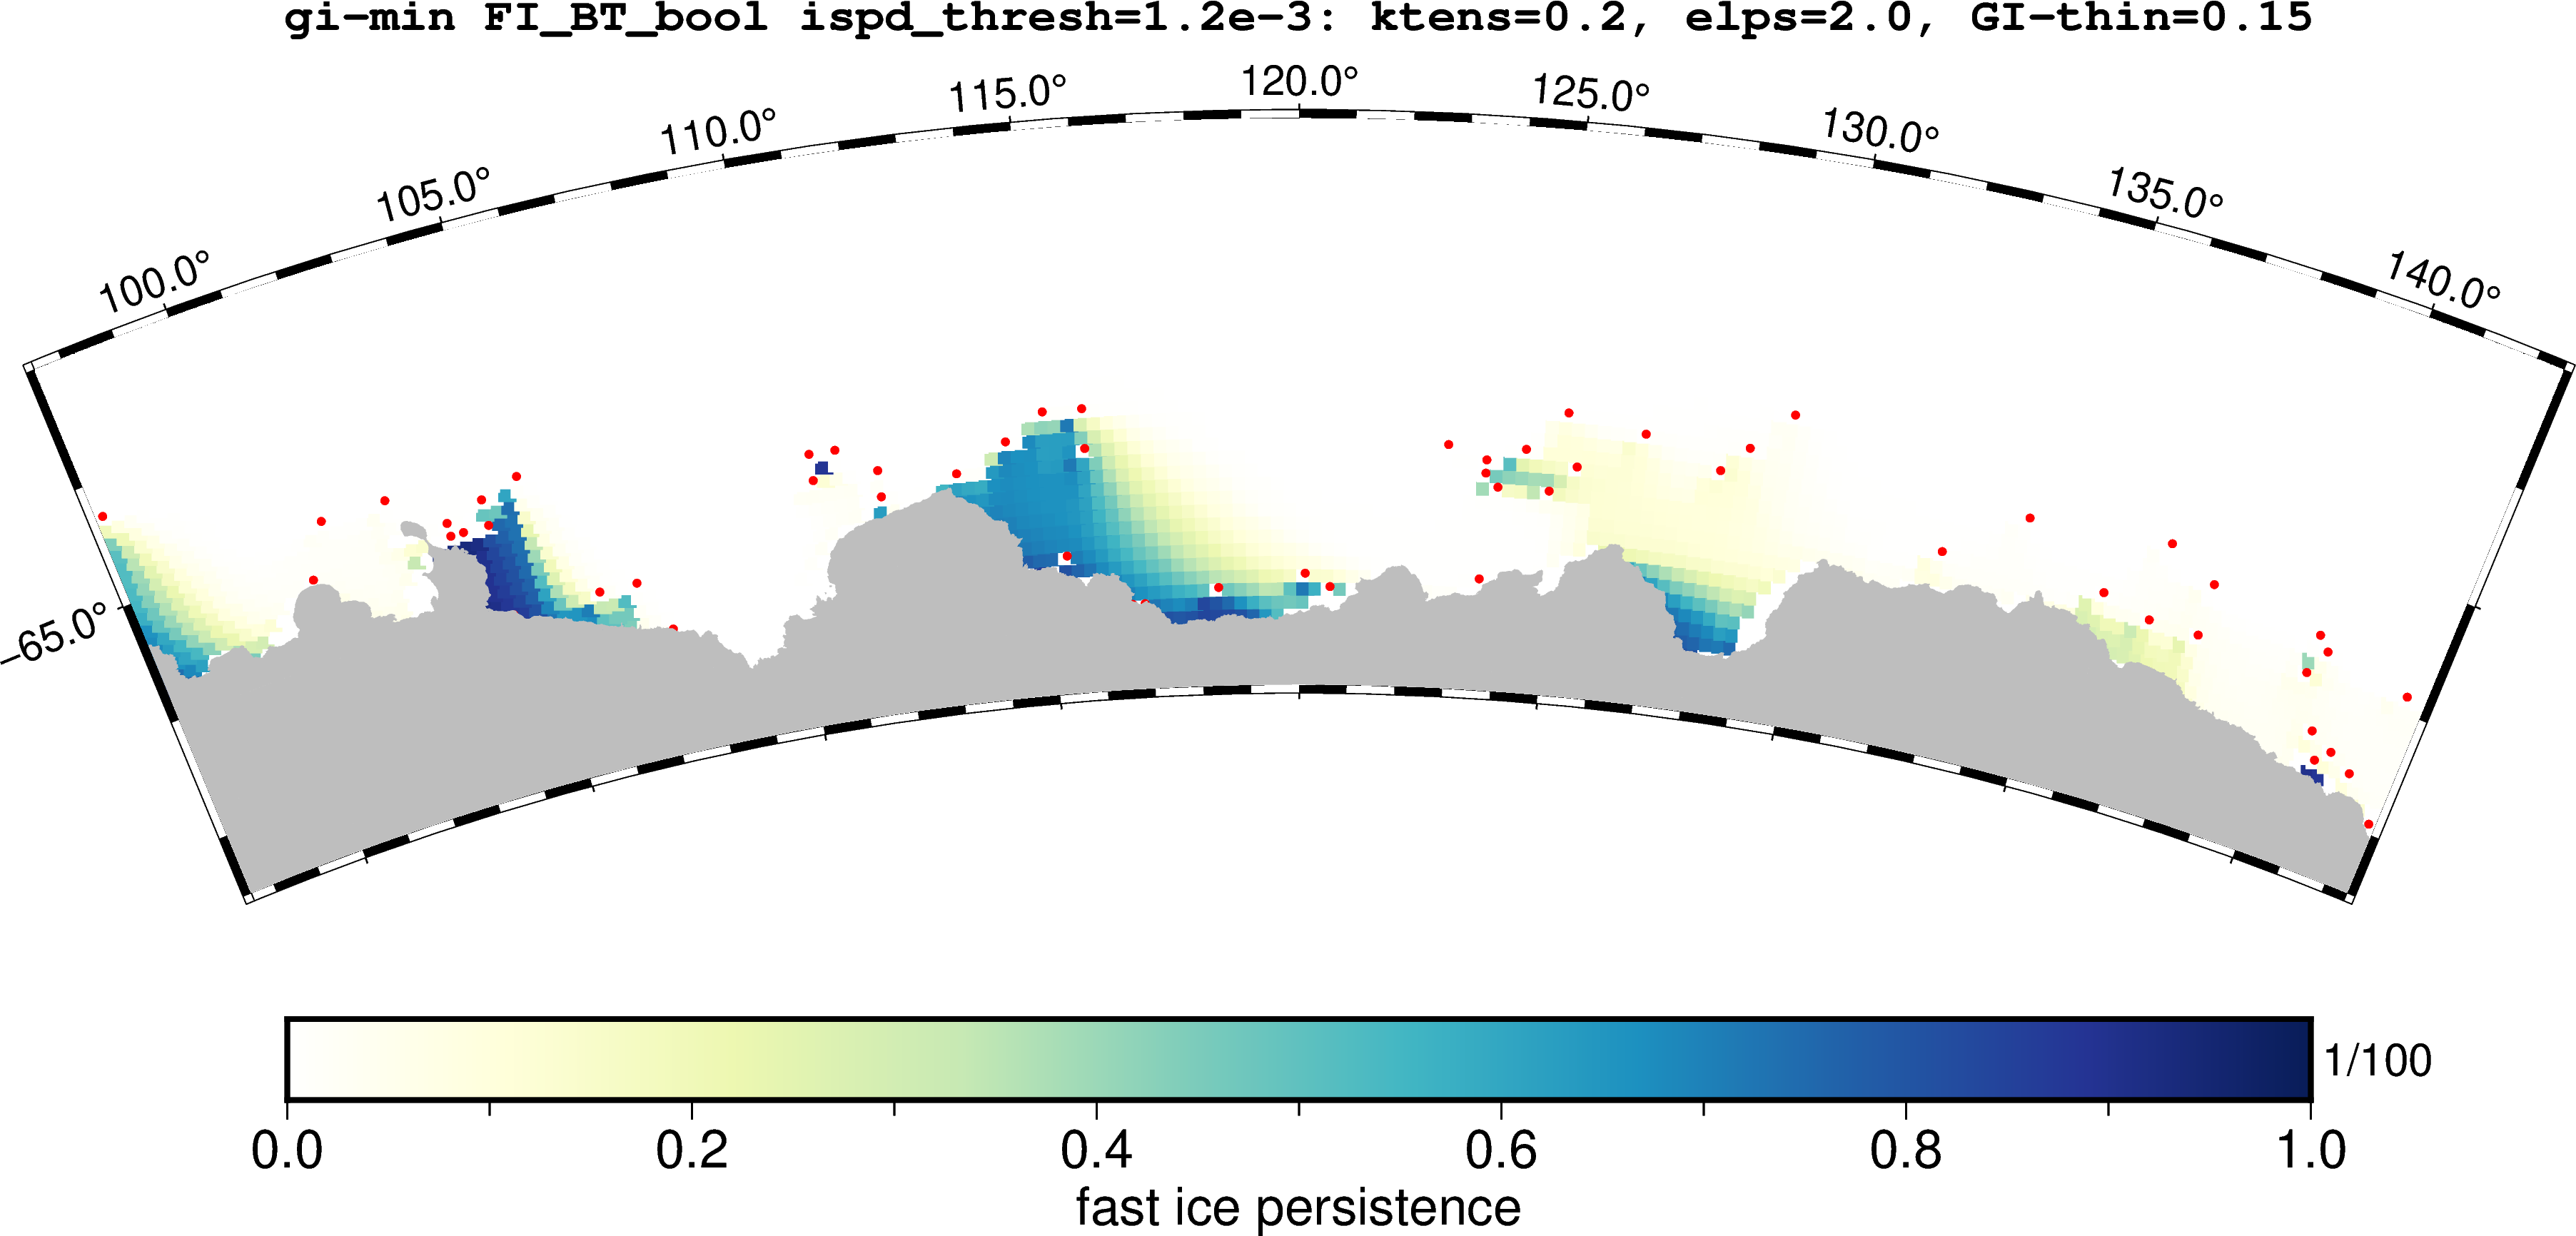 gi-min FI_BT_bool ispd_thresh=1.2e-3: ktens=0.2, elps=2.0, GI-thin=0.15
100.0° 105.0° 110.0° 115.0° 120.0° 125.0° 130.0° 135.0° 140.0°
-65.0°
1/100
0.0 0.2 0.4 0.6 0.8 1.0
fast ice persistence